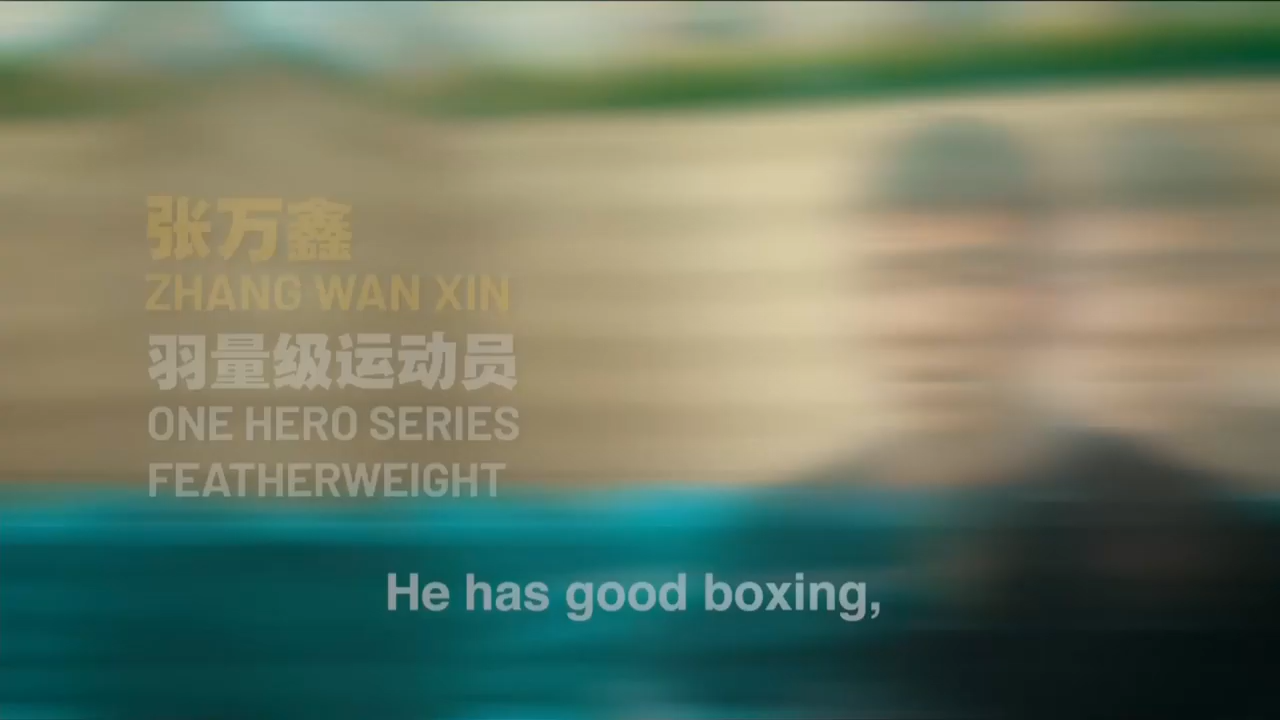 张万鑫
ZHANG WAN XIN
羽量级运动员
ONE HERO SERIES
FEATHERWEIGHT
He has good boxing,